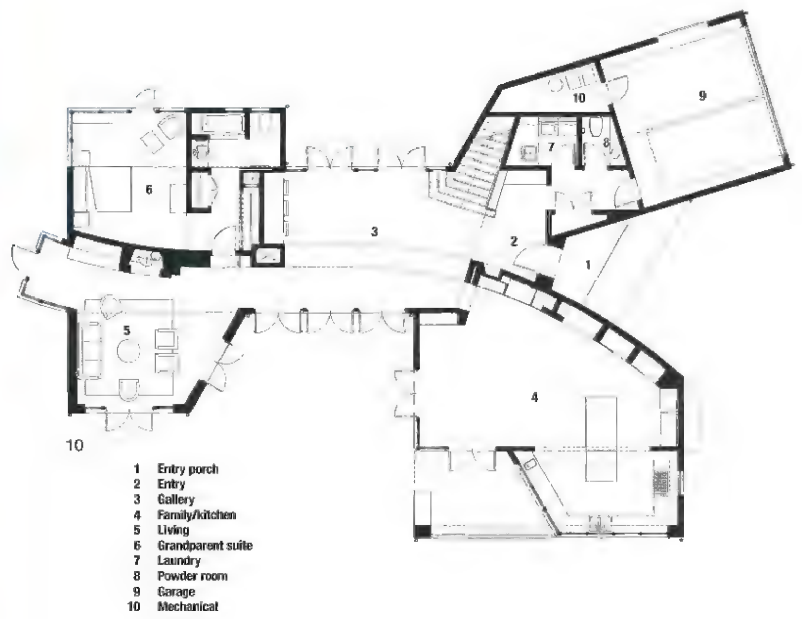 10
9
7
8
6
3
2
1
5
4
10
1 Entry porch
2 Entry
3 Gallery
4 Family/kitchen
5 Living
6 Grandparent suite
7 Laundry
8 Powder room
9 Garage
10 Mechanical